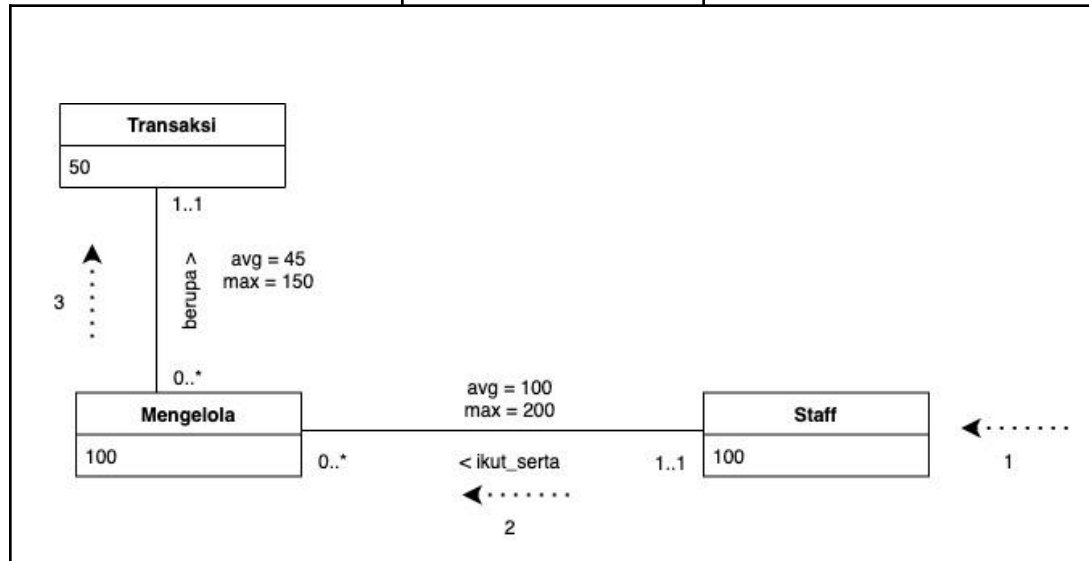 Transaksi
50
1..1
berupa >
avg = 45
max = 150
3
0..*
Mengelola
100
avg = 100
max = 200
0..*
< ikut_serta
1..1
2
Staff
100
1